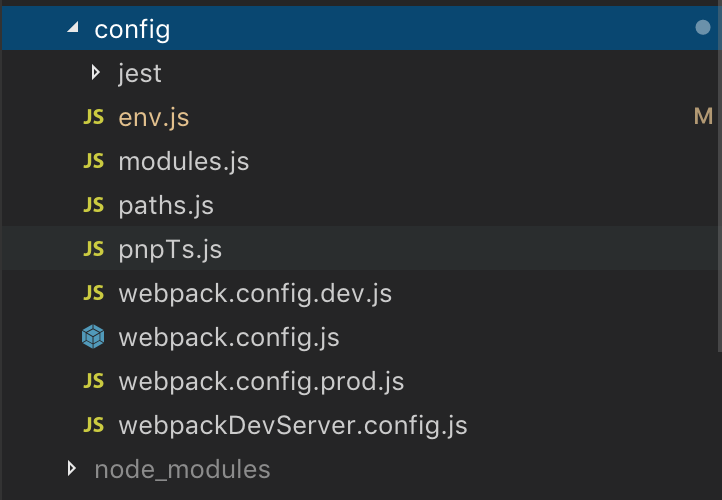 config
jest
JS env.js M
JS modules.js
JS paths.js
JS pnpTs.js
JS webpack.config.dev.js
webpack.config.js
JS webpack.config.prod.js
JS webpackDevServer.config.js
node_modules